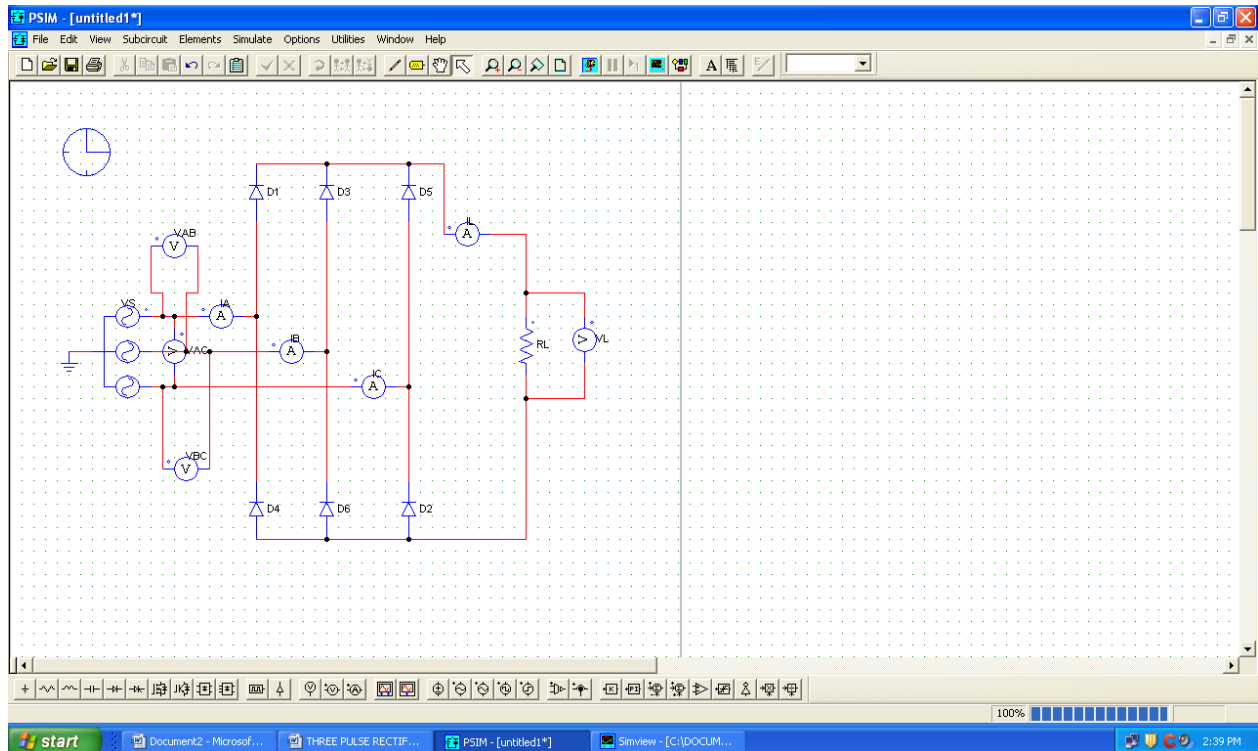 PSIM - [untitled1*]
File Edit View Subcircuit Elements Simulate Options Utilities Window Help
D1
D3
D5
IL
A
VAB
V
VS
IA
A
IB
A
VAC
V
IC
A
RL
V
VL
VBC
V
D4
D6
D2
100%
start
Document2 - Microsof...
THREE PULSE RECTIF...
PSIM - [untitled1*]
Simview - [C:\DOCUM...
2:39 PM